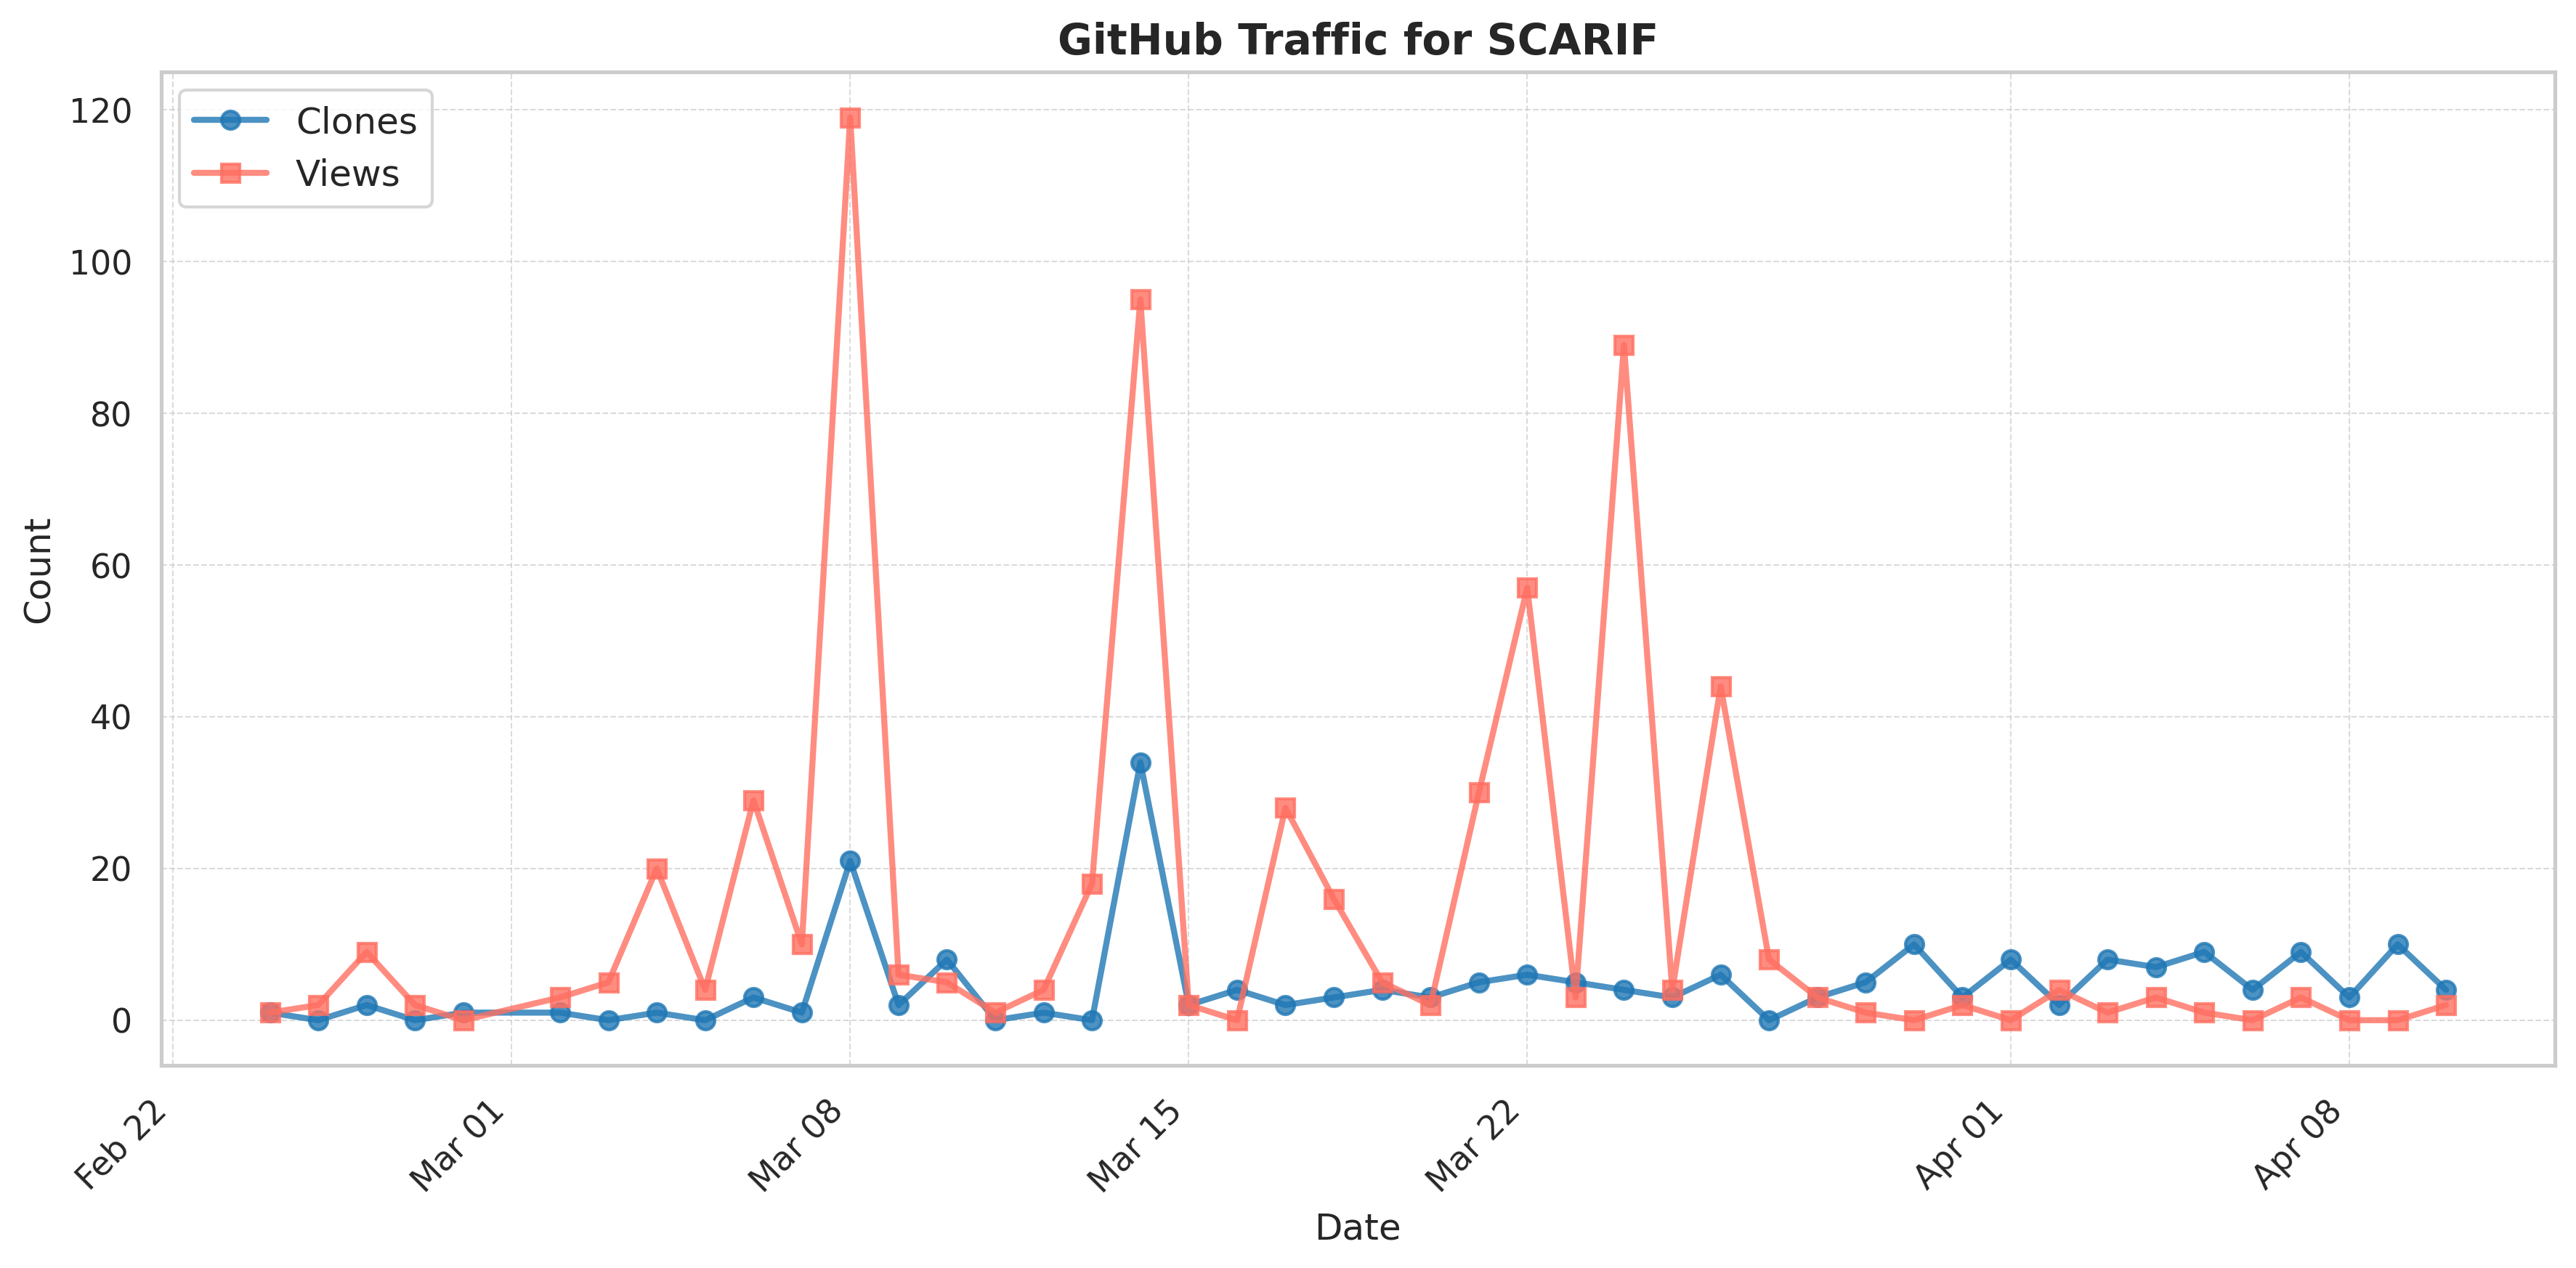 GitHub Traffic for SCARIF
Clones
Views
120
100
80
60
40
20
0
Count
Feb 22
Mar 01
Mar 08
Mar 15
Mar 22
Apr 01
Apr 08
Date